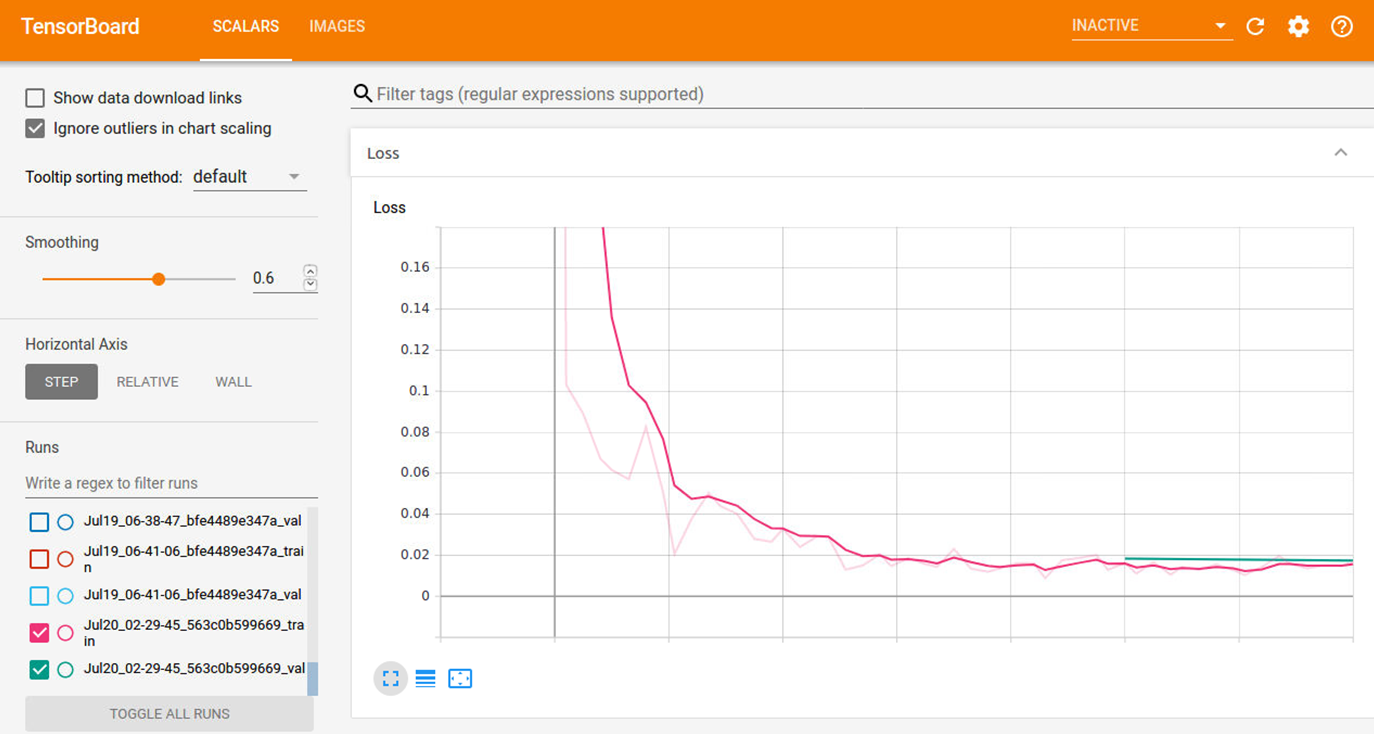 TensorBoard SCALARS IMAGES INACTIVE
Show data download links
Ignore outliers in chart scaling
Tooltip sorting method: default
Smoothing
0.6
Horizontal Axis
STEP RELATIVE WALL
Runs
Write a regex to filter runs
Jul19_06-38-47_bfe4489e347a_val
Jul19_06-41-06_bfe4489e347a_trai
n
Jul19_06-41-06_bfe4489e347a_val
Jul20_02-29-45_563c0b599669_tra
in
Jul20_02-29-45_563c0b599669_val
TOGGLE ALL RUNS
Filter tags (regular expressions supported)
Loss
Loss
0.16
0.14
0.12
0.1
0.08
0.06
0.04
0.02
0